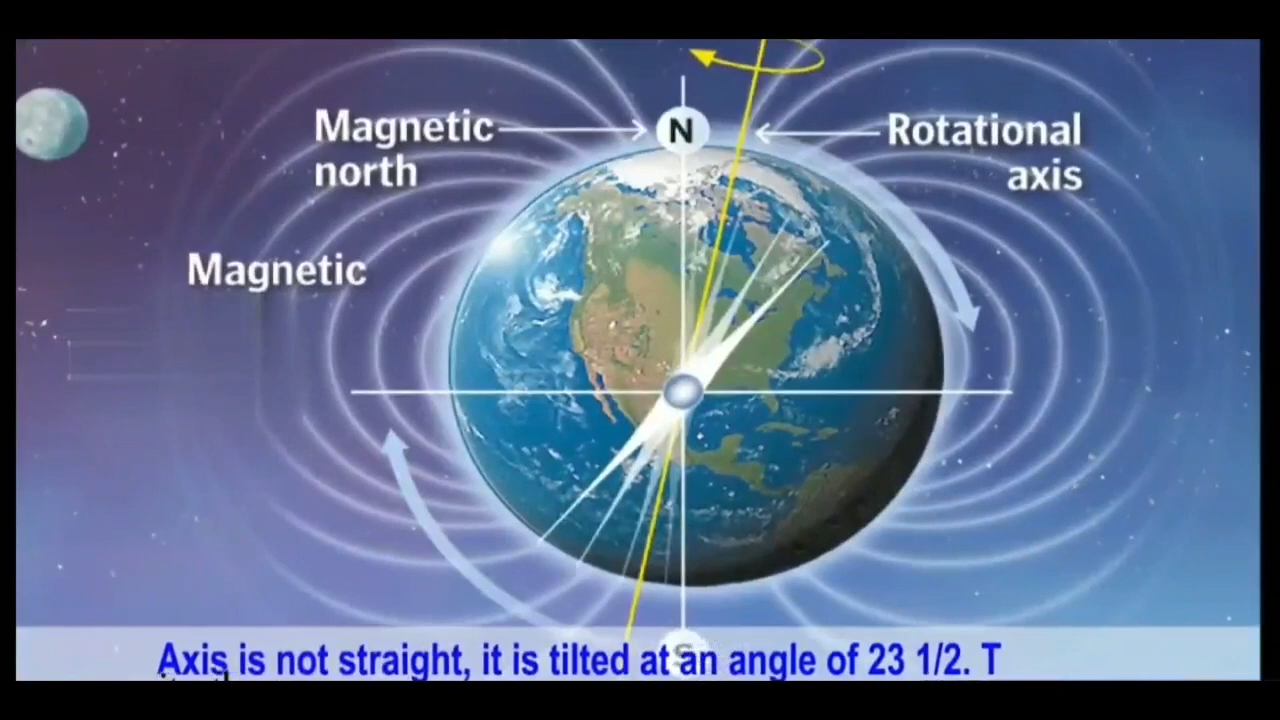 Magnetic
north
N
Rotational
axis
Magnetic
S
Axis is not straight, it is tilted at an angle of 23 1/2. T